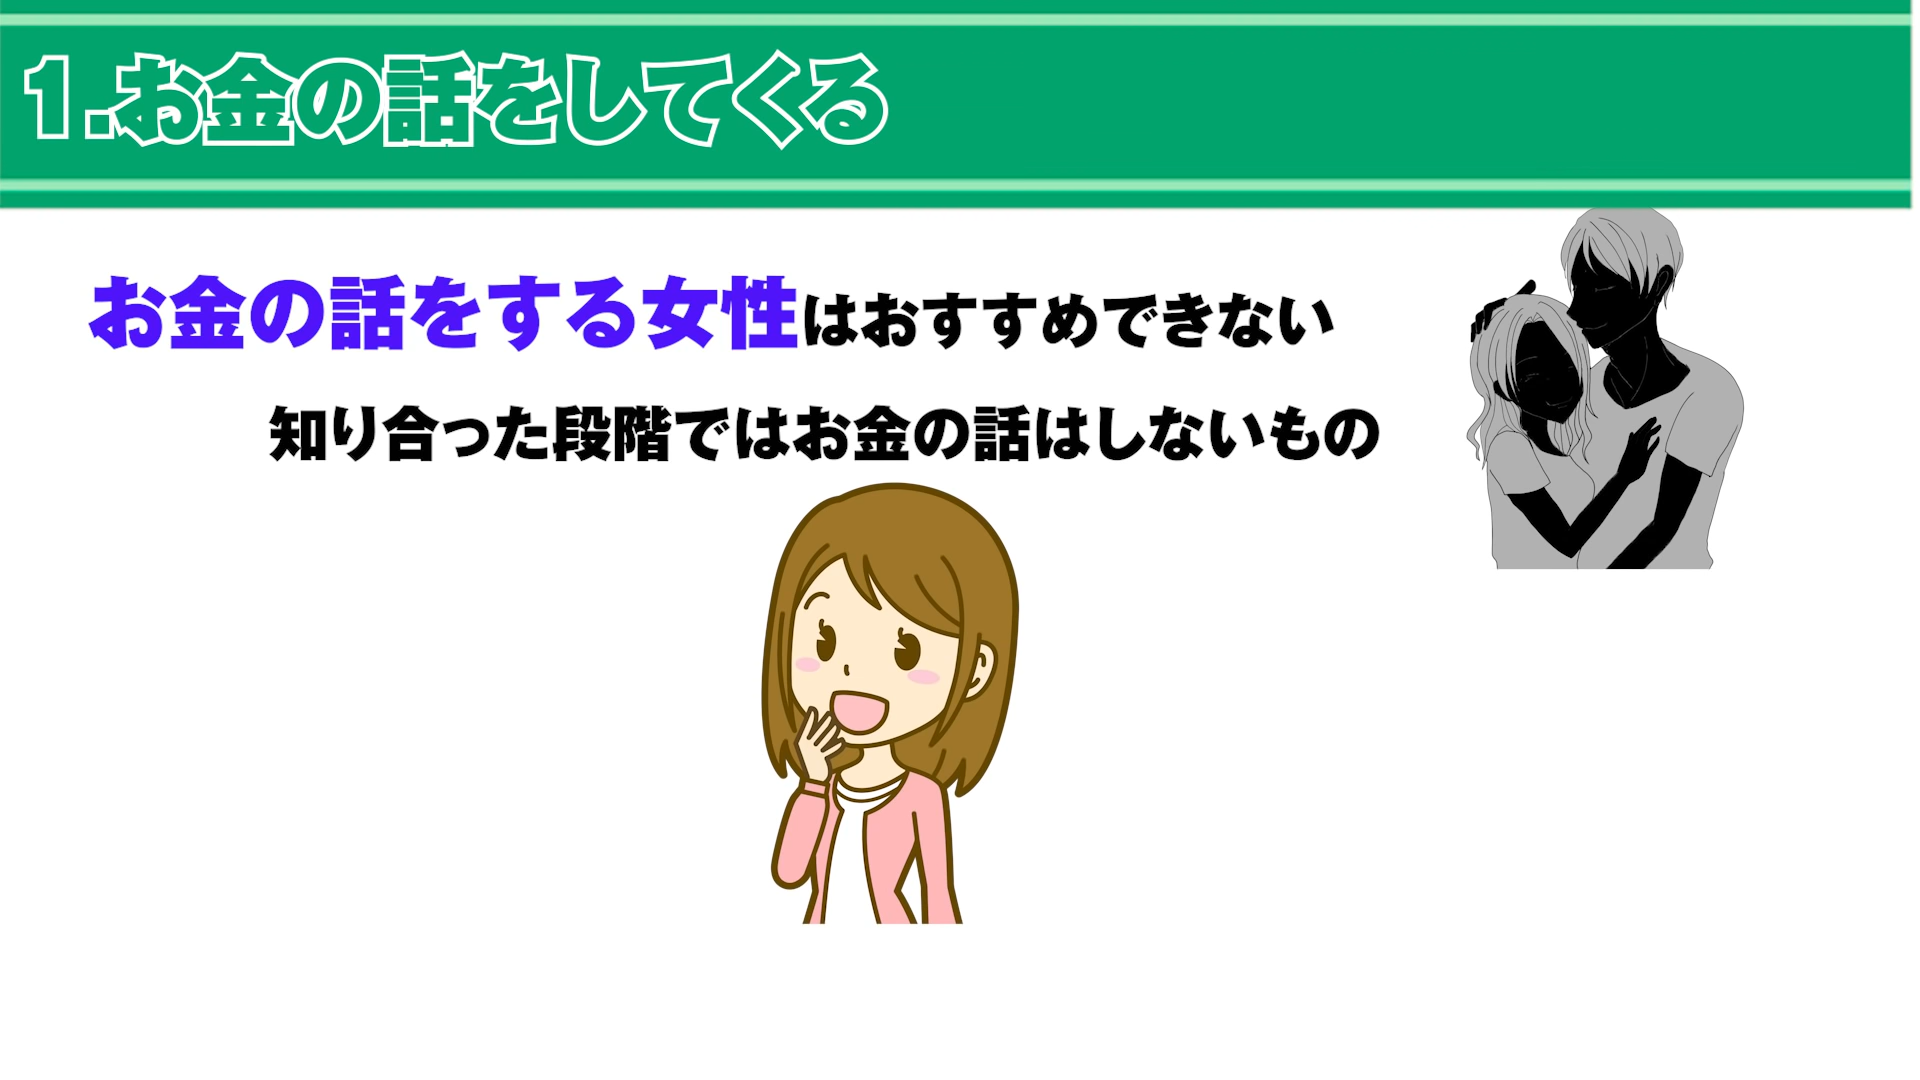 1.お金の話をしてくる
お金の話をする女性はおすすめできない
知り合った段階ではお金の話はしないもの